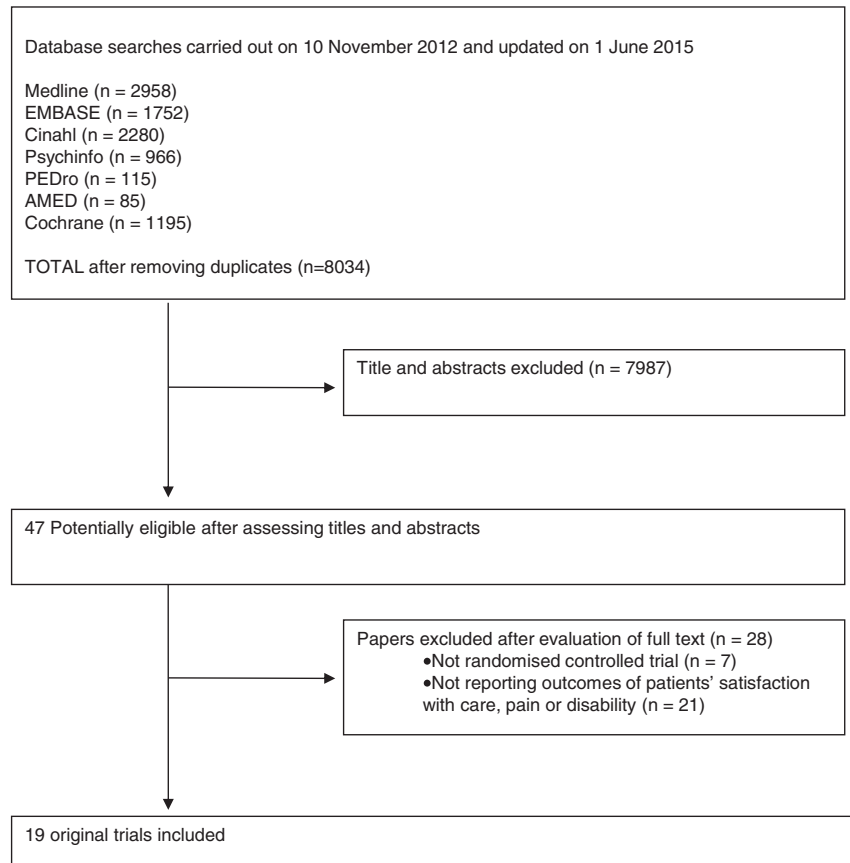 Database searches carried out on 10 November 2012 and updated on 1 June 2015
Medline (n = 2958)
EMBASE (n = 1752)
Cinahl (n = 2280)
Psychinfo (n = 966)
PEDro (n = 115)
AMED (n = 85)
Cochrane (n = 1195)
TOTAL after removing duplicates (n=8034)
Title and abstracts excluded (n = 7987)
47 Potentially eligible after assessing titles and abstracts
Papers excluded after evaluation of full text (n = 28)
•Not randomised controlled trial (n = 7)
•Not reporting outcomes of patients' satisfaction
with care, pain or disability (n = 21)
19 original trials included